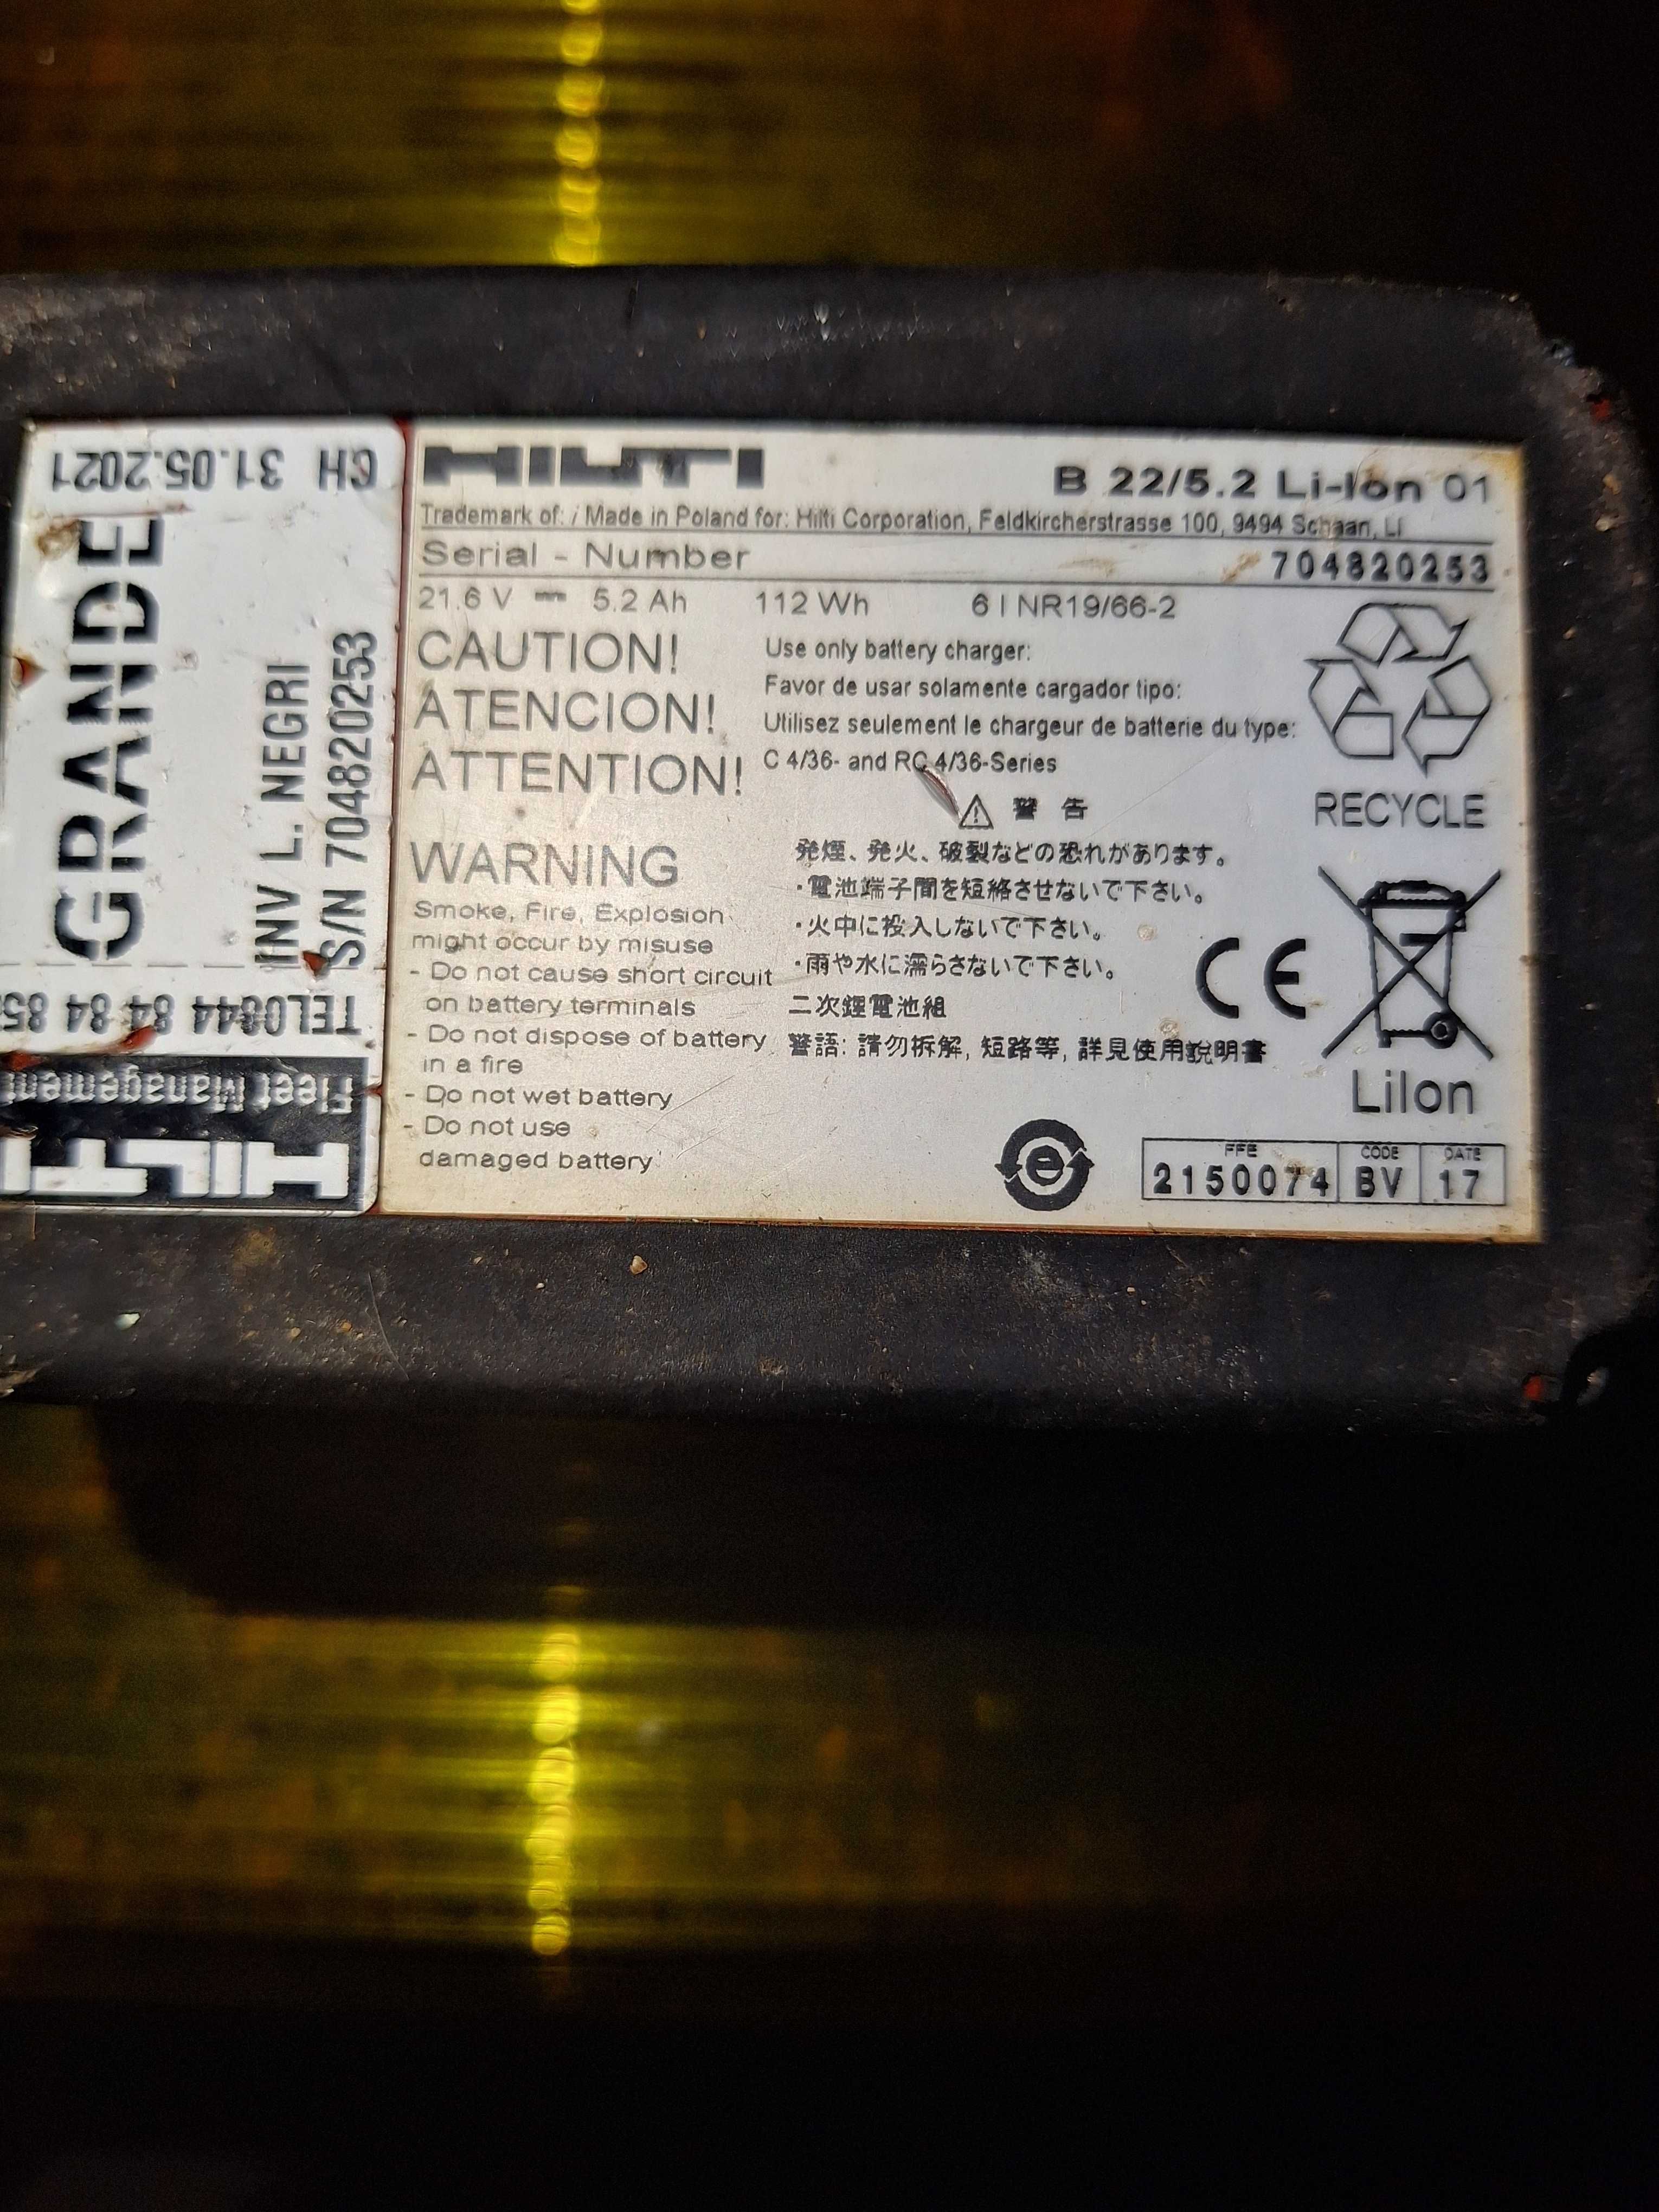 HILTI
B 22/5.2 Li-Ion 01
Trademark of: / Made in Poland for: Hilti Corporation, Feldkircherstrasse 100, 9494 Schaan, LI
Serial - Number 704820253
21.6 V 5.2 Ah 112 Wh 6 I NR19/66-2
CAUTION!
ATENCION!
ATTENTION!
Use only battery charger:
Favor de usar solamente cargador tipo:
Utilisez seulement le chargeur de batterie du type:
C 4/36- and RC 4/36-Series
RECYCLE
WARNING
Smoke, Fire, Explosion
might occur by misuse
- Do not cause short circuit
on battery terminals
- Do not dispose of battery
in a fire
- Do not wet battery
- Do not use
damaged battery
警 告
発煙、発火、破裂などの恐れがあります。
・電池端子間を短絡させないで下さい。
・火中に投入しないで下さい。
・雨や水に濡らさないで下さい。
二次鋰電池組
警語: 請勿拆解, 短路等, 詳見使用說明書
CE
LiIon
e
FFE CODE DATE
2150074 BV 17
HILTI
Fleet Management
TEL0844 84 84 85
GRANDE
INV L. NEGRI
S/N 704820253
CH 31.05.2021